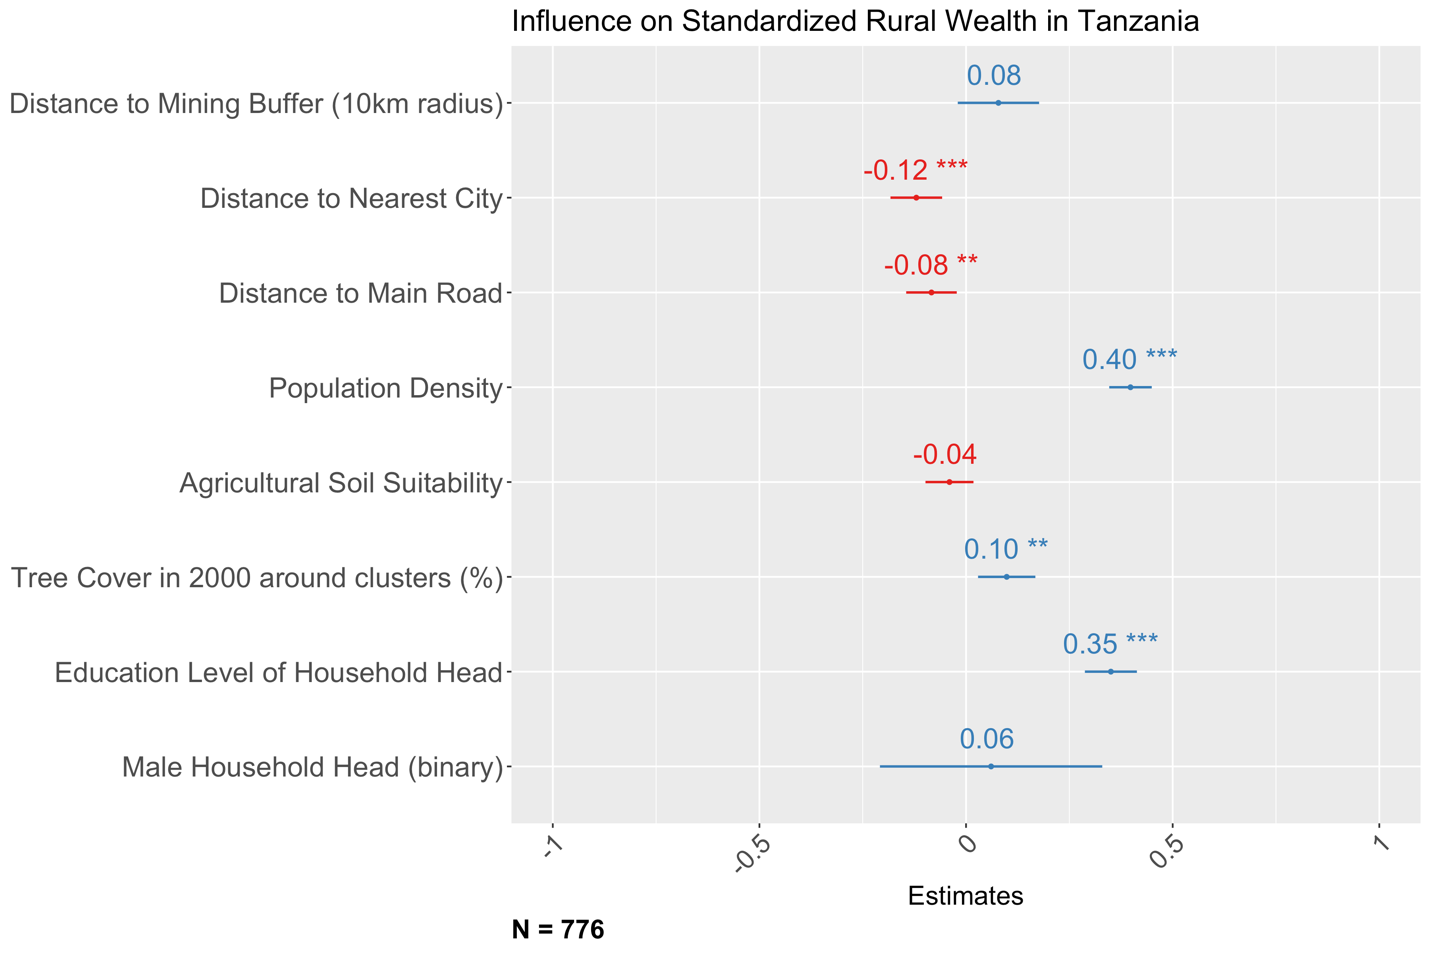 Influence on Standardized Rural Wealth in Tanzania
Distance to Mining Buffer (10km radius)
0.08
Distance to Nearest City
-0.12 ***
Distance to Main Road
-0.08 **
Population Density
0.40 ***
Agricultural Soil Suitability
-0.04
Tree Cover in 2000 around clusters (%)
0.10 **
Education Level of Household Head
0.35 ***
Male Household Head (binary)
0.06
-1
-0.5
0
0.5
1
Estimates
N = 776